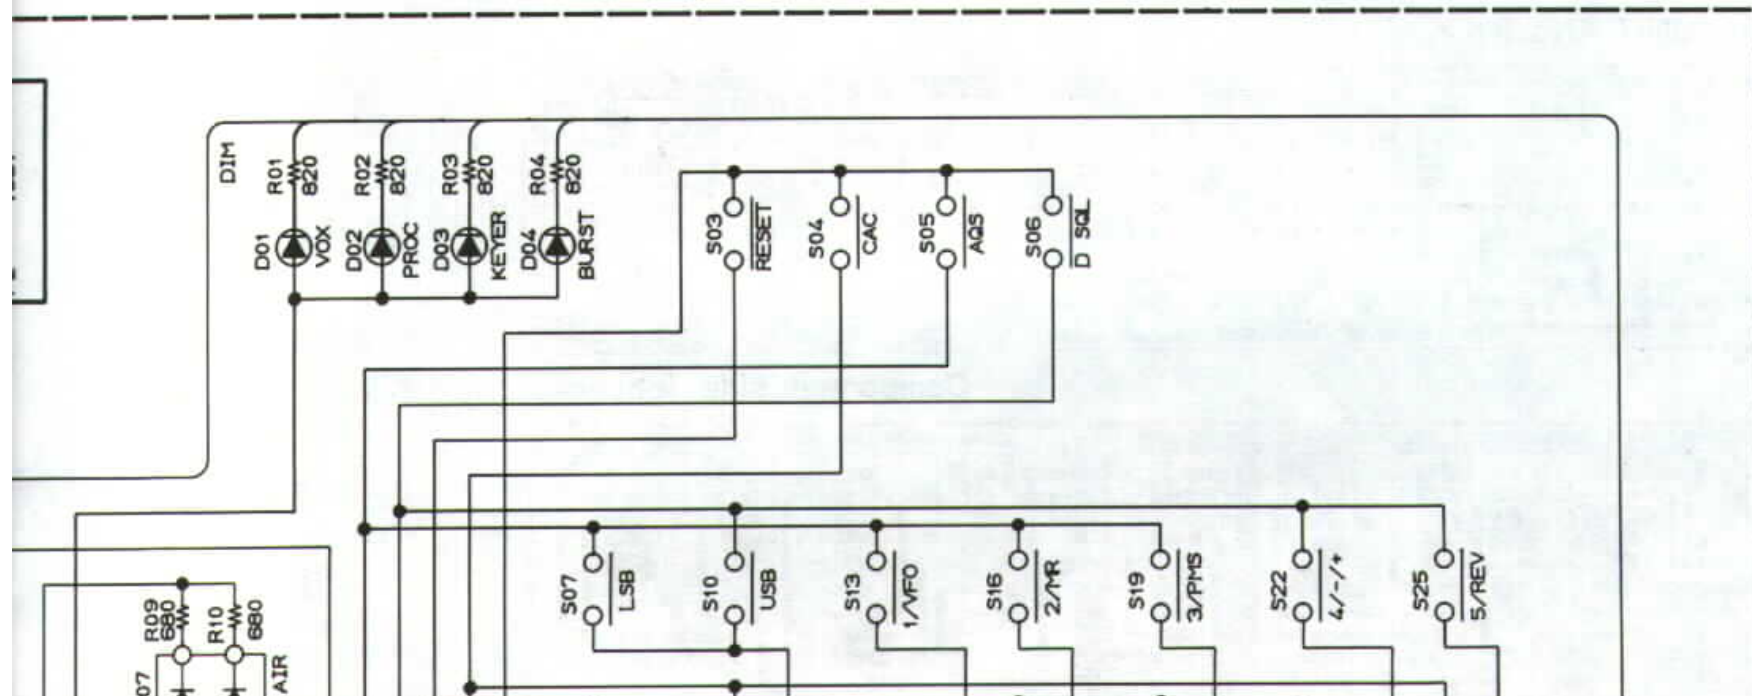 DIM
R01
820
R02
820
R03
820
R04
820
D01
VOX
D02
PROC
D03
KEYER
D04
BURST
S03
RESET
S04
CAC
S05
AQS
S06
D SQL
S07
LSB
S10
USB
S13
1/VFO
S16
2/MR
S19
3/PMS
S22
4/-/+
S25
5/REV
R09
680
R10
680
07
AIR